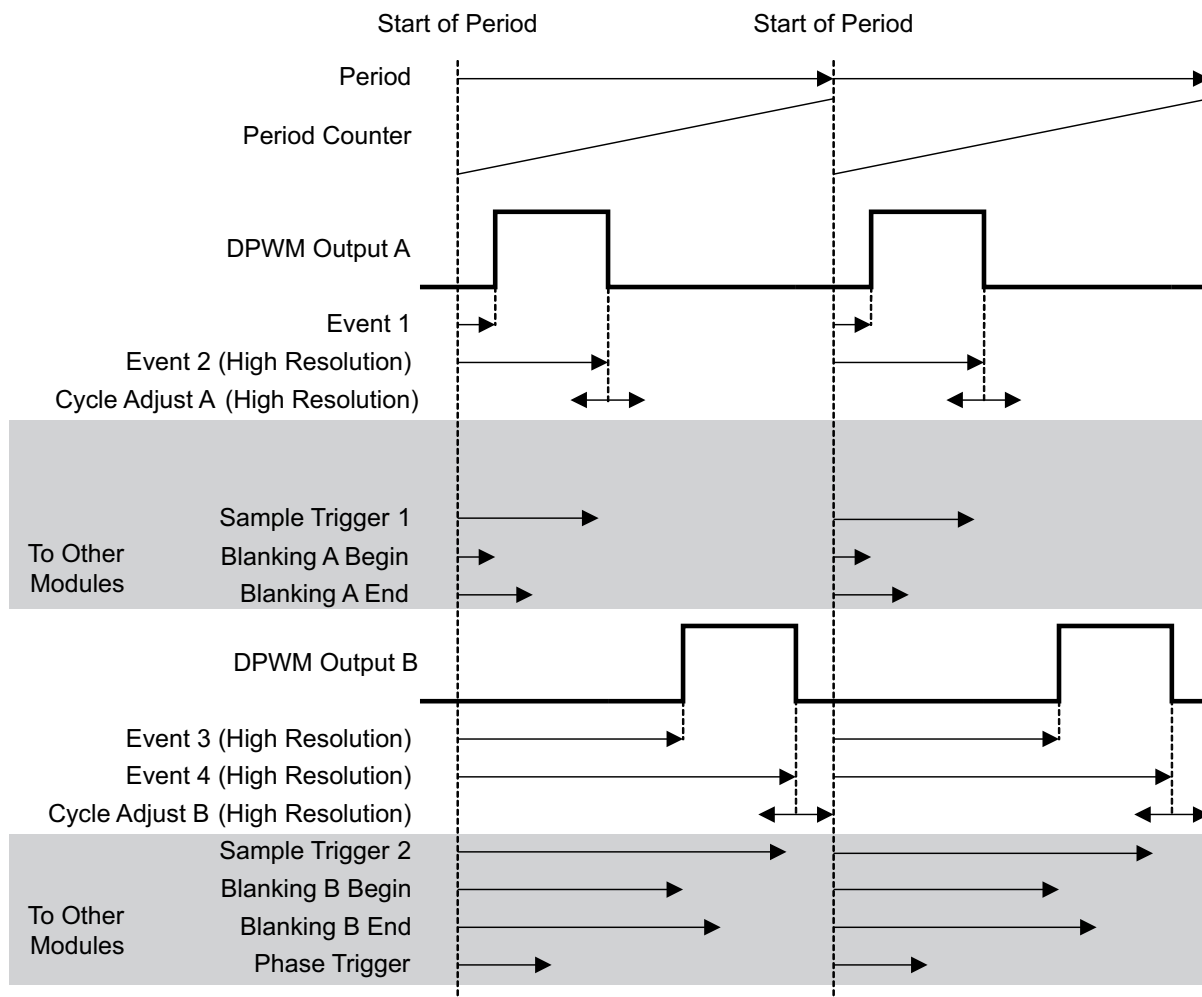 Start of Period
Start of Period
Period
Period Counter
DPWM Output A
Event 1
Event 2 (High Resolution)
Cycle Adjust A (High Resolution)
To Other
Modules
Sample Trigger 1
Blanking A Begin
Blanking A End
DPWM Output B
Event 3 (High Resolution)
Event 4 (High Resolution)
Cycle Adjust B (High Resolution)
To Other
Modules
Sample Trigger 2
Blanking B Begin
Blanking B End
Phase Trigger